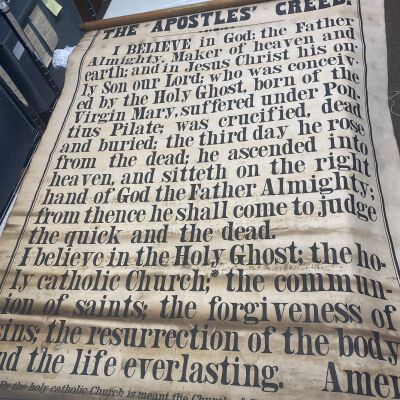 THE APOSTLES' CREED.
I BELIEVE in God; the Father
Almighty, Maker of heaven and
earth; and in Jesus Christ his on-
ly Son our Lord; who was conceiv-
ed by the Holy Ghost, born of the
Virgin Mary, suffered under Pon-
tius Pilate; was crucified, dead
and buried; the third day he rose
from the dead; he ascended into
heaven, and sitteth on the right
hand of God the Father Almighty;
from thence he shall come to judge
the quick and the dead.
I believe in the Holy Ghost; the ho-
ly catholic Church;* the commun-
ion of saints; the forgiveness of
sins; the resurrection of the body
nd the life everlasting. Amen
By the holy catholic Church is meant the Church of